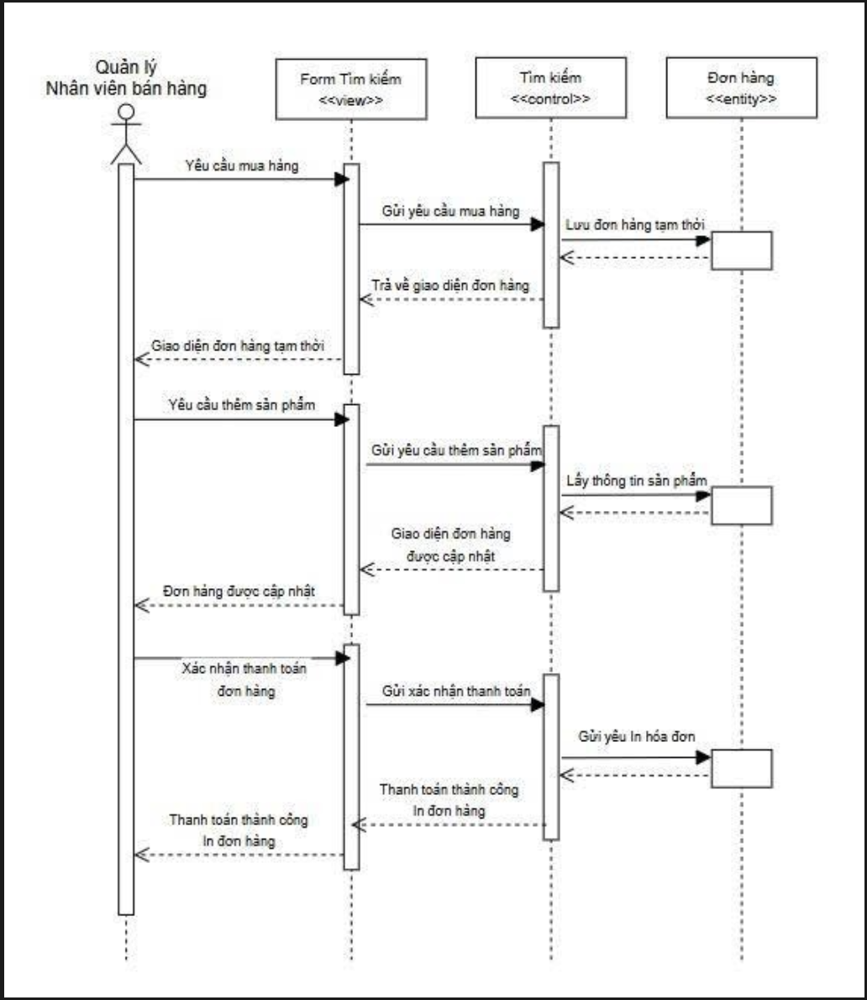 Quản lý
Nhân viên bán hàng
Form Tìm kiếm
<<view>>
Tìm kiếm
<<control>>
Đơn hàng
<<entity>>
Yêu cầu mua hàng
Gửi yêu cầu mua hàng
Lưu đơn hàng tạm thời
Trả về giao diện đơn hàng
Giao diện đơn hàng tạm thời
Yêu cầu thêm sản phẩm
Gửi yêu cầu thêm sản phẩm
Lấy thông tin sản phẩm
Giao diện đơn hàng
được cập nhật
Đơn hàng được cập nhật
Xác nhận thanh toán
đơn hàng
Gửi xác nhận thanh toán
Gửi yêu In hóa đơn
Thanh toán thành công
In đơn hàng
Thanh toán thành công
In đơn hàng